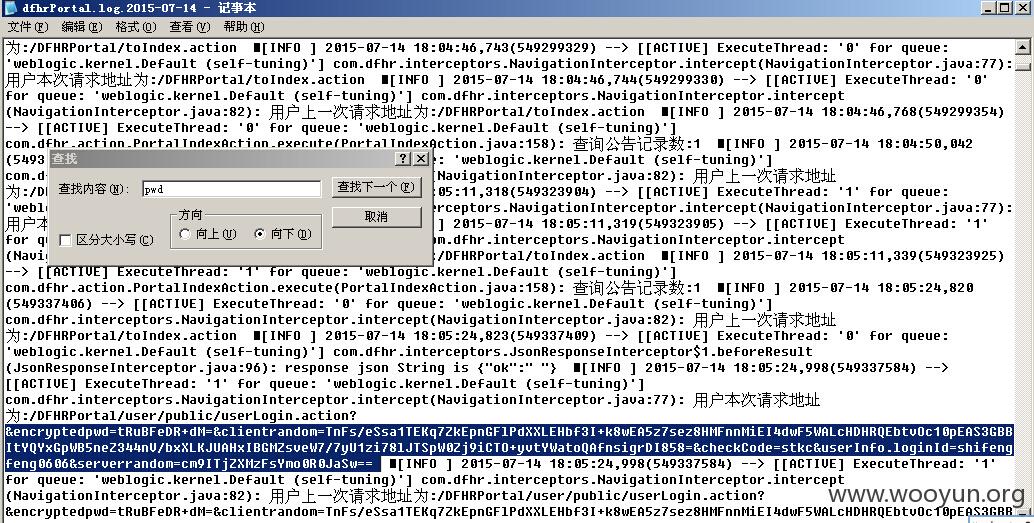 dfhrPortal.log.2015-07-14 - 记事本
文件(F) 编辑(E) 格式(O) 查看(V) 帮助(H)
为:/DFHRPortal/toIndex.action ■[INFO ] 2015-07-14 18:04:46,743(549299329) --> [[ACTIVE] ExecuteThread: '0' for queue:
'weblogic.kernel.Default (self-tuning)'] com.dfhr.interceptors.NavigationInterceptor.intercept(NavigationInterceptor.java:77):
用户本次请求地址为:/DFHRPortal/toIndex.action ■[INFO ] 2015-07-14 18:04:46,744(549299330) --> [[ACTIVE] ExecuteThread: '0'
for queue: 'weblogic.kernel.Default (self-tuning)'] com.dfhr.interceptors.NavigationInterceptor.intercept
(NavigationInterceptor.java:82): 用户上一次请求地址为:/DFHRPortal/toIndex.action ■[INFO ] 2015-07-14 18:04:46,768(549299354)
--> [[ACTIVE] ExecuteThread: '0' for queue: 'weblogic.kernel.Default (self-tuning)']
com.dfhr.action.PortalIndexAction.execute(PortalIndexAction.java:158): 查询公告记录数:1 ■[INFO ] 2015-07-14 18:04:50,042
(5493 ueue: 'weblogic.kernel.Default (self-tuning)']
com.d rcept(NavigationInterceptor.java:82): 用户上一次请求地址
为:/D :05:11,318(549323904) --> [[ACTIVE] ExecuteThread: '1' for queue:
'webl terceptors.NavigationInterceptor.intercept(NavigationInterceptor.java:77):
用户本 ] 2015-07-14 18:05:11,319(549323905) --> [[ACTIVE] ExecuteThread: '1'
for q dfhr.interceptors.NavigationInterceptor.intercept
(Navi ex.action ■[INFO ] 2015-07-14 18:05:11,339(549323925)
--> [[ACTIVE] ExecuteThread: '1' for queue: 'weblogic.kernel.Default (self-tuning)']
com.dfhr.action.PortalIndexAction.execute(PortalIndexAction.java:158): 查询公告记录数:1 ■[INFO ] 2015-07-14 18:05:24,820
(549337406) --> [[ACTIVE] ExecuteThread: '0' for queue: 'weblogic.kernel.Default (self-tuning)']
com.dfhr.interceptors.NavigationInterceptor.intercept(NavigationInterceptor.java:82): 用户上一次请求地址
为:/DFHRPortal/toIndex.action ■[INFO ] 2015-07-14 18:05:24,823(549337409) --> [[ACTIVE] ExecuteThread: '0' for queue:
'weblogic.kernel.Default (self-tuning)'] com.dfhr.interceptors.JsonResponseInterceptor$1.beforeResult
(JsonResponseInterceptor.java:96): response json String is {"ok":" "} ■[INFO ] 2015-07-14 18:05:24,998(549337584) -->
[[ACTIVE] ExecuteThread: '1' for queue: 'weblogic.kernel.Default (self-tuning)']
com.dfhr.interceptors.NavigationInterceptor.intercept(NavigationInterceptor.java:77): 用户本次请求地址
为:/DFHRPortal/user/public/userLogin.action?
&encryptedpwd=tRuBFeDR+dM=&clientrandom=TnFs/eSsa1TEKq7ZkEpnGFlPdXXLEHbf3I+k8wEA5z7sez8HMFnnMiEI4dwF5WALcHDHRQEbtvOc10pEAS3GBB
ItYQYxGpWB5neZ344nV/bxXLKJUAHxIBGMZsveW7/7yU1zi78lJTSpW0Zj9iCTO+yvtYWatoQAfnsigrDI858=&checkCode=stkc&userInfo.loginId=shifeng
feng0606&serverrandom=cm9ITjZXMzFsYmo0R0JaSw== ■[INFO ] 2015-07-14 18:05:24,998(549337584) --> [[ACTIVE] ExecuteThread: '1'
for queue: 'weblogic.kernel.Default (self-tuning)'] com.dfhr.interceptors.NavigationInterceptor.intercept
(NavigationInterceptor.java:82): 用户上一次请求地址为:/DFHRPortal/user/public/userLogin.action?
&encryptedpwd=tRuBFeDR+dM=&clientrandom=TnFs/eSsa1TEKq7ZkEpnGFlPdXXLEHbf3I+k8wEA5z7sez8HMFnnMiEI4dwF5WALcHDHRQEbtvOc10pEAS3GBB
查找
查找内容(N): pwd 查找下一个(F)
方向 取消
区分大小写(C) 向上(U) 向下(D)
www.wooyun.org